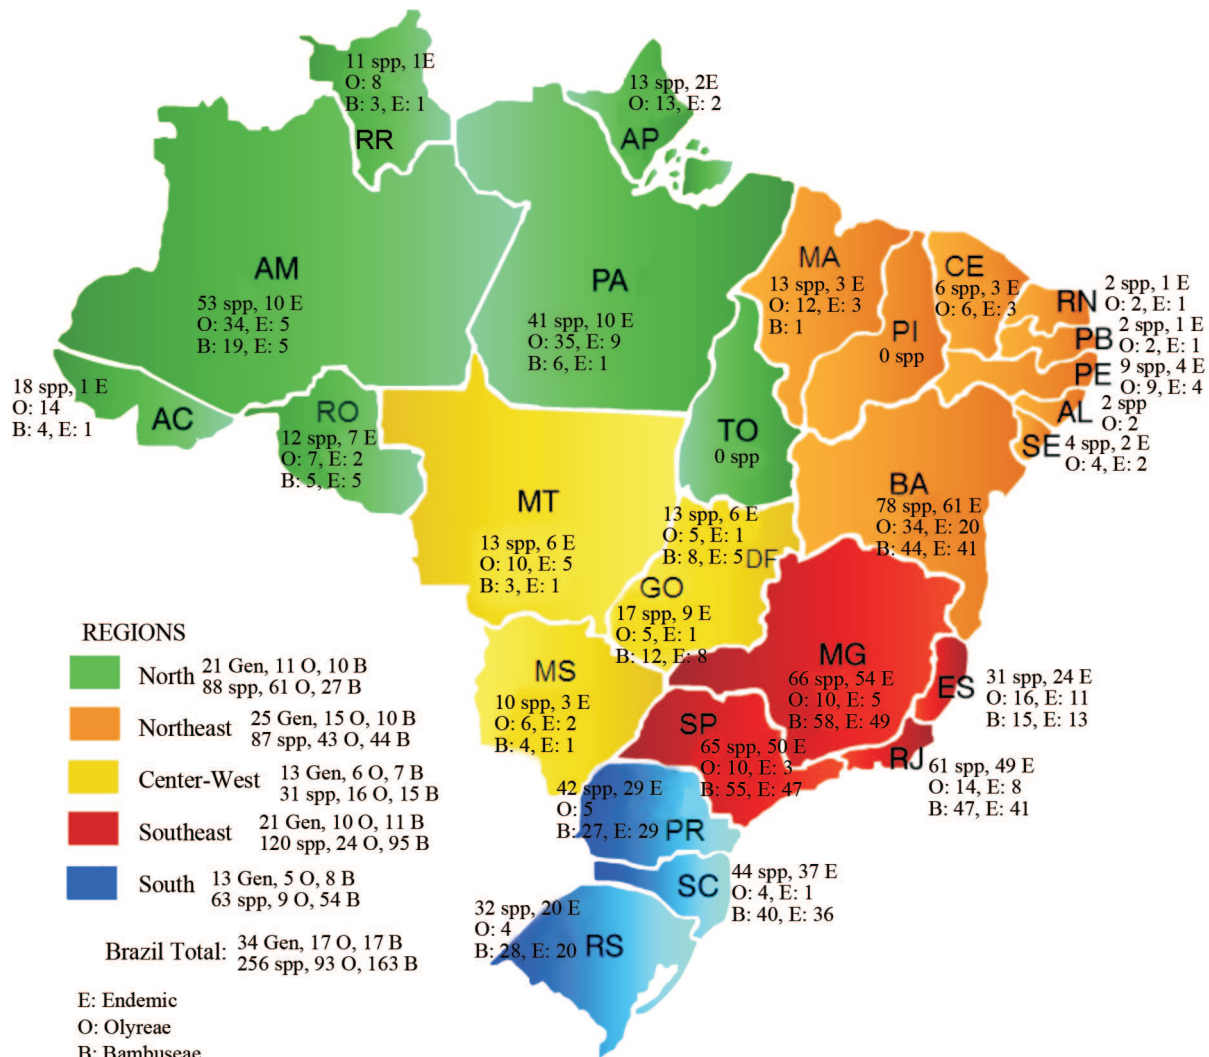 11 spp, 1E
O: 8
B: 3, E: 1
RR
13 spp, 2E
O: 13, E: 2
AP
AM
53 spp, 10 E
O: 34, E: 5
B: 19, E: 5
PA
41 spp, 10 E
O: 35, E: 9
B: 6, E: 1
MA
13 spp, 3 E
O: 12, E: 3
B: 1
PI
0 spp
CE
6 spp, 3 E
O: 6, E: 3
RN
2 spp, 1 E
O: 2, E: 1
PB
2 spp, 1 E
O: 2, E: 1
PE
9 spp, 4 E
O: 9, E: 4
AL
2 spp
O: 2
SE
4 spp, 2 E
O: 4, E: 2
18 spp, 1 E
O: 14
B: 4, E: 1
AC
RO
12 spp, 7 E
O: 7, E: 2
B: 5, E: 5
TO
0 spp
BA
78 spp, 61 E
O: 34, E: 20
B: 44, E: 41
MT
13 spp, 6 E
O: 10, E: 5
B: 3, E: 1
13 spp, 6 E
O: 5, E: 1
B: 8, E: 5
DF
GO
17 spp, 9 E
O: 5, E: 1
B: 12, E: 8
MS
10 spp, 3 E
O: 6, E: 2
B: 4, E: 1
MG
66 spp, 54 E
O: 10, E: 5
B: 58, E: 49
ES
31 spp, 24 E
O: 16, E: 11
B: 15, E: 13
SP
65 spp, 50 E
O: 10, E: 3
B: 55, E: 47
RJ
61 spp, 49 E
O: 14, E: 8
B: 47, E: 41
42 spp, 29 E
O: 5
B: 27, E: 29
PR
SC
44 spp, 37 E
O: 4, E: 1
B: 40, E: 36
32 spp, 20 E
O: 4
B: 28, E: 20
RS
REGIONS
North 21 Gen, 11 O, 10 B
88 spp, 61 O, 27 B
Northeast 25 Gen, 15 O, 10 B
87 spp, 43 O, 44 B
Center-West 13 Gen, 6 O, 7 B
31 spp, 16 O, 15 B
Southeast 21 Gen, 10 O, 11 B
120 spp, 24 O, 95 B
South 13 Gen, 5 O, 8 B
63 spp, 9 O, 54 B
Brazil Total: 34 Gen, 17 O, 17 B
256 spp, 93 O, 163 B
E: Endemic
O: Olyreae
B: Bambuseae